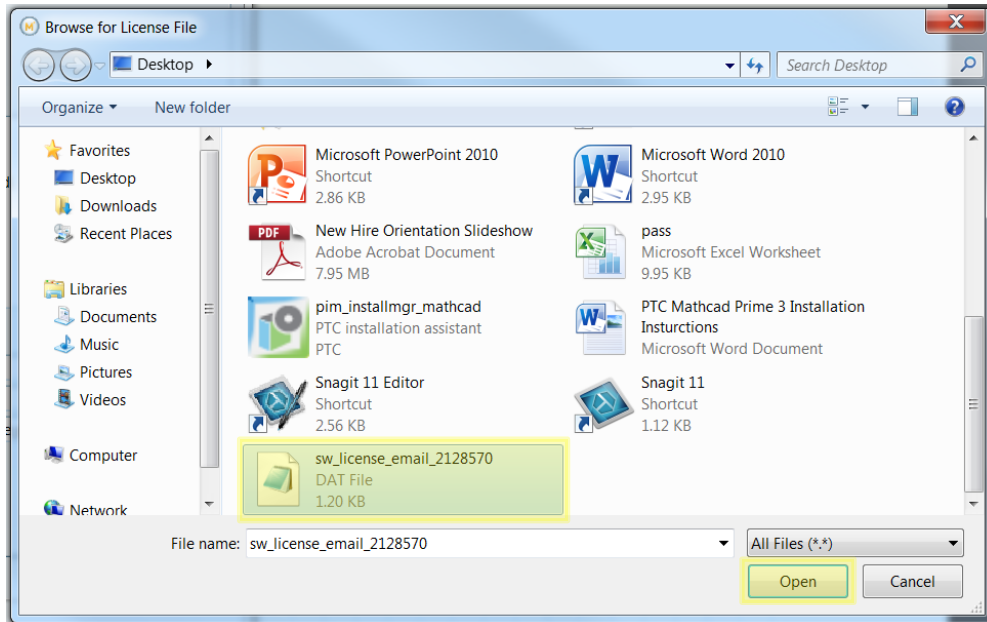 Browse for License File
Desktop
Search Desktop
Organize
New folder
Favorites
Desktop
Downloads
Recent Places
Libraries
Documents
Music
Pictures
Videos
Computer
Network
Microsoft PowerPoint 2010
Shortcut
2.86 KB
Microsoft Word 2010
Shortcut
2.95 KB
PDF
New Hire Orientation Slideshow
Adobe Acrobat Document
7.95 MB
pass
Microsoft Excel Worksheet
9.95 KB
pim_installmgr_mathcad
PTC installation assistant
PTC
PTC Mathcad Prime 3 Installation
Insturctions
Microsoft Word Document
Snagit 11 Editor
Shortcut
2.56 KB
Snagit 11
Shortcut
1.12 KB
sw_license_email_2128570
DAT File
1.20 KB
File name: sw_license_email_2128570
All Files (*.*)
Open
Cancel